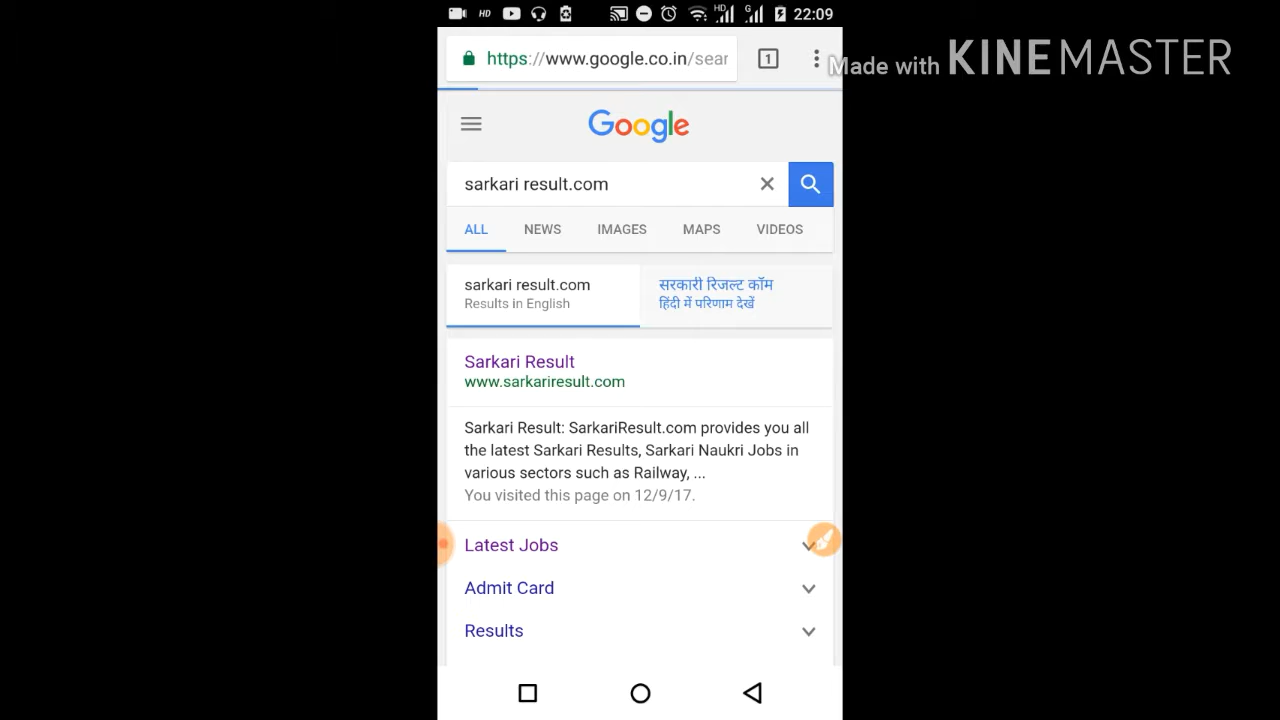 HD HD G 22:09
https://www.google.co.in/sear 1
Made with KINEMASTER
Google
sarkari result.com
ALL NEWS IMAGES MAPS VIDEOS
sarkari result.com
Results in English
सरकारी रिजल्ट कॉम
हिंदी में परिणाम देखें
Sarkari Result
www.sarkariresult.com
Sarkari Result: SarkariResult.com provides you all
the latest Sarkari Results, Sarkari Naukri Jobs in
various sectors such as Railway, ...
You visited this page on 12/9/17.
Latest Jobs
Admit Card
Results